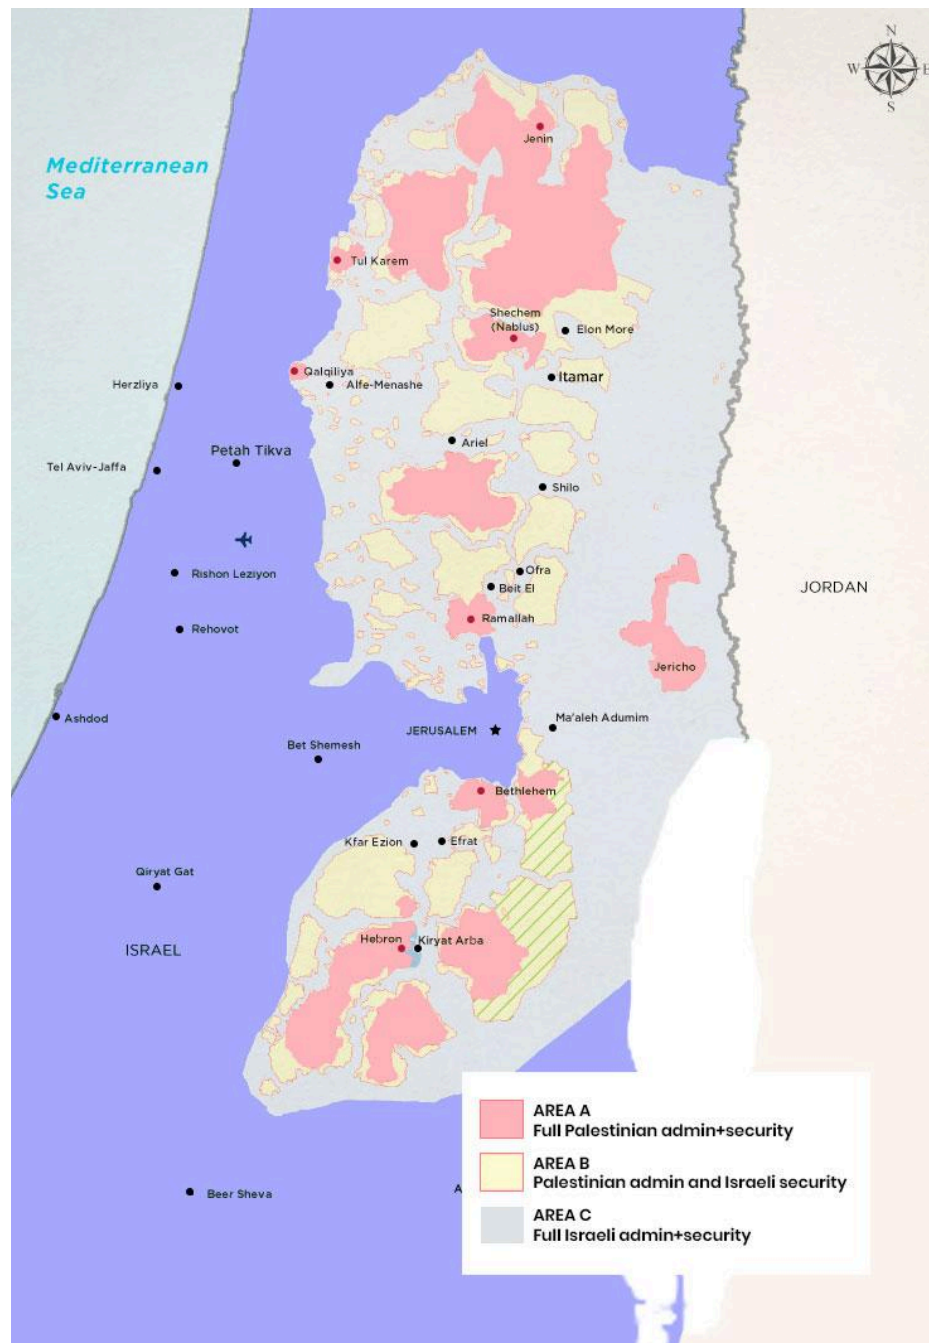 N
W
E
S
Mediterranean
Sea
Jenin
Tul Karem
Shechem
(Nablus)
Elon More
Qalqiliya
Itamar
Herzliya
Alfe-Menashe
Ariel
Petah Tikva
Tel Aviv-Jaffa
Shilo
Ofra
Rishon Leziyon
Beit El
JORDAN
Ramallah
Rehovot
Jericho
Ashdod
Ma'aleh Adumim
JERUSALEM
Bet Shemesh
Bethlehem
Kfar Ezion
Efrat
Qiryat Gat
Hebron
Kiryat Arba
ISRAEL
AREA A
Full Palestinian admin+security
AREA B
Palestinian admin and Israeli security
AREA C
Full Israeli admin+security
Beer Sheva